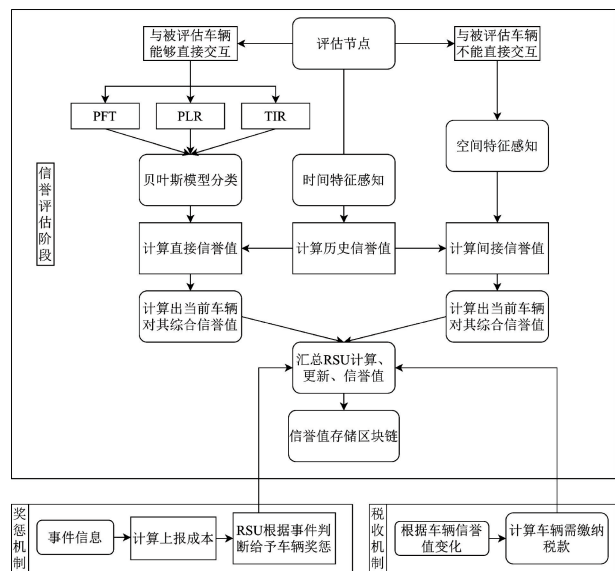 与被评估车辆
能够直接交互
评估节点
与被评估车辆
不能直接交互
PFT
PLR
TIR
空间特征感知
信誉评估阶段
贝叶斯模型分类
时间特征感知
计算直接信誉值
计算历史信誉值
计算间接信誉值
计算出当前车辆
对其综合信誉值
计算出当前车辆
对其综合信誉值
汇总RSU计算、
更新、信誉值
信誉值存储区块链
奖惩机制
事件信息
计算上报成本
RSU根据事件判
断给予车辆奖惩
税收机制
根据车辆信誉
值变化
计算车辆需缴纳
税款